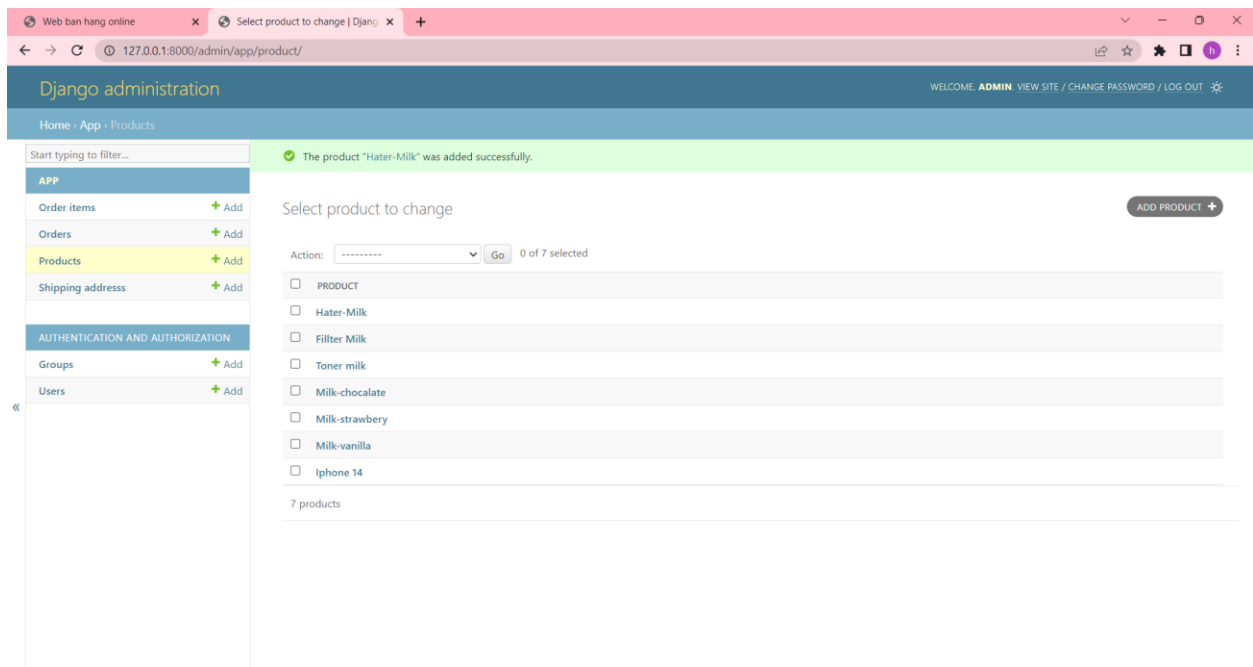 Web ban hang online
Select product to change | Djang
127.0.0.1:8000/admin/app/product/
h
Django administration
WELCOME, ADMIN. VIEW SITE / CHANGE PASSWORD / LOG OUT
Home › App › Products
Start typing to filter...
The product "Hater-Milk" was added successfully.
APP
Order items + Add
Orders + Add
Products + Add
Shipping addresss + Add
AUTHENTICATION AND AUTHORIZATION
Groups + Add
Users + Add
«
Select product to change
ADD PRODUCT +
Action: --------- Go 0 of 7 selected
PRODUCT
Hater-Milk
Fillter Milk
Toner milk
Milk-chocalate
Milk-strawbery
Milk-vanilla
Iphone 14
7 products